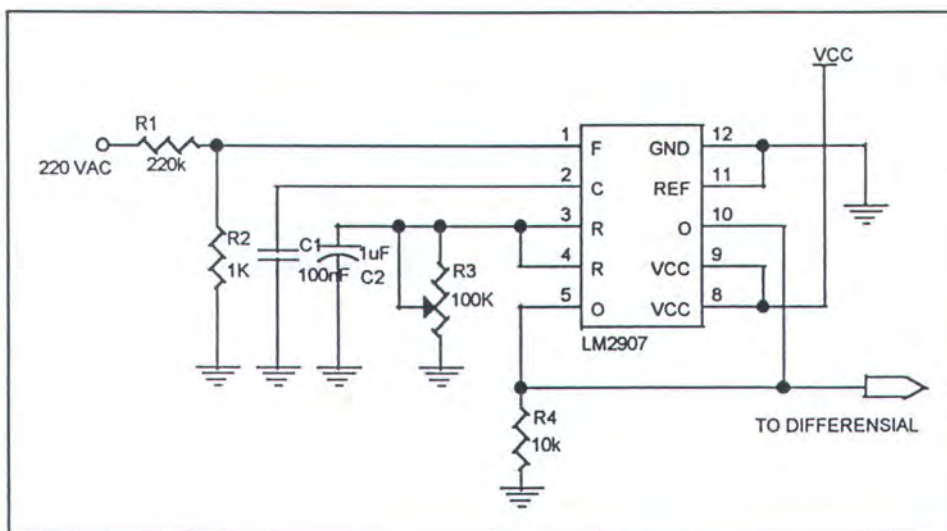 VCC
R1
220k
220 VAC
1 F GND 12
2 C REF 11
3 R O 10
4 R VCC 9
5 O VCC 8
LM2907
R2
1K
C1
100nF
1uF
C2
R3
100K
R4
10k
TO DIFFERENSIAL